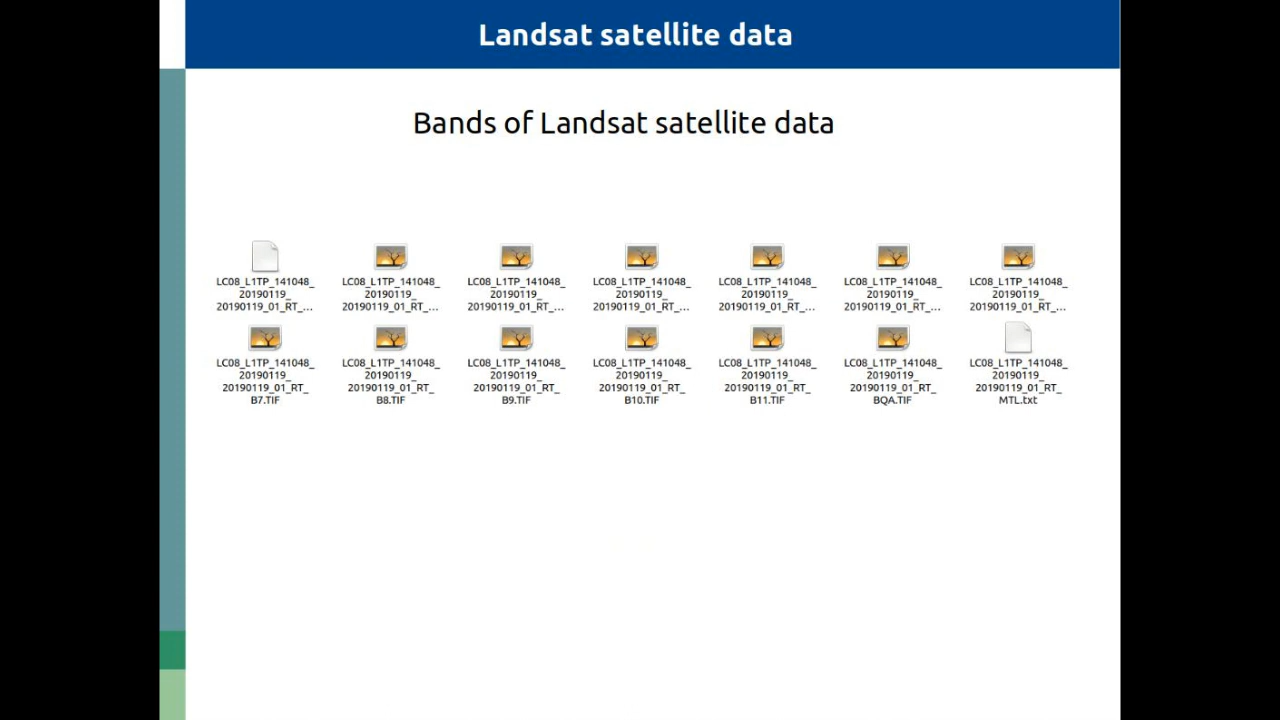 Landsat satellite data
Bands of Landsat satellite data
LC08_L1TP_141048_ LC08_L1TP_141048_ LC08_L1TP_141048_ LC08_L1TP_141048_ LC08_L1TP_141048_ LC08_L1TP_141048_ LC08_L1TP_141048_
20190119_ 20190119_ 20190119_ 20190119_ 20190119_ 20190119_ 20190119_
20190119_01_RT_... 20190119_01_RT_... 20190119_01_RT_... 20190119_01_RT_... 20190119_01_RT_... 20190119_01_RT_... 20190119_01_RT_...
LC08_L1TP_141048_ LC08_L1TP_141048_ LC08_L1TP_141048_ LC08_L1TP_141048_ LC08_L1TP_141048_ LC08_L1TP_141048_ LC08_L1TP_141048_
20190119_ 20190119_ 20190119_ 20190119_ 20190119_ 20190119_ 20190119_
20190119_01_RT_ 20190119_01_RT_ 20190119_01_RT_ 20190119_01_RT_ 20190119_01_RT_ 20190119_01_RT_ 20190119_01_RT_
B7.TIF B8.TIF B9.TIF B10.TIF B11.TIF BQA.TIF MTL.txt